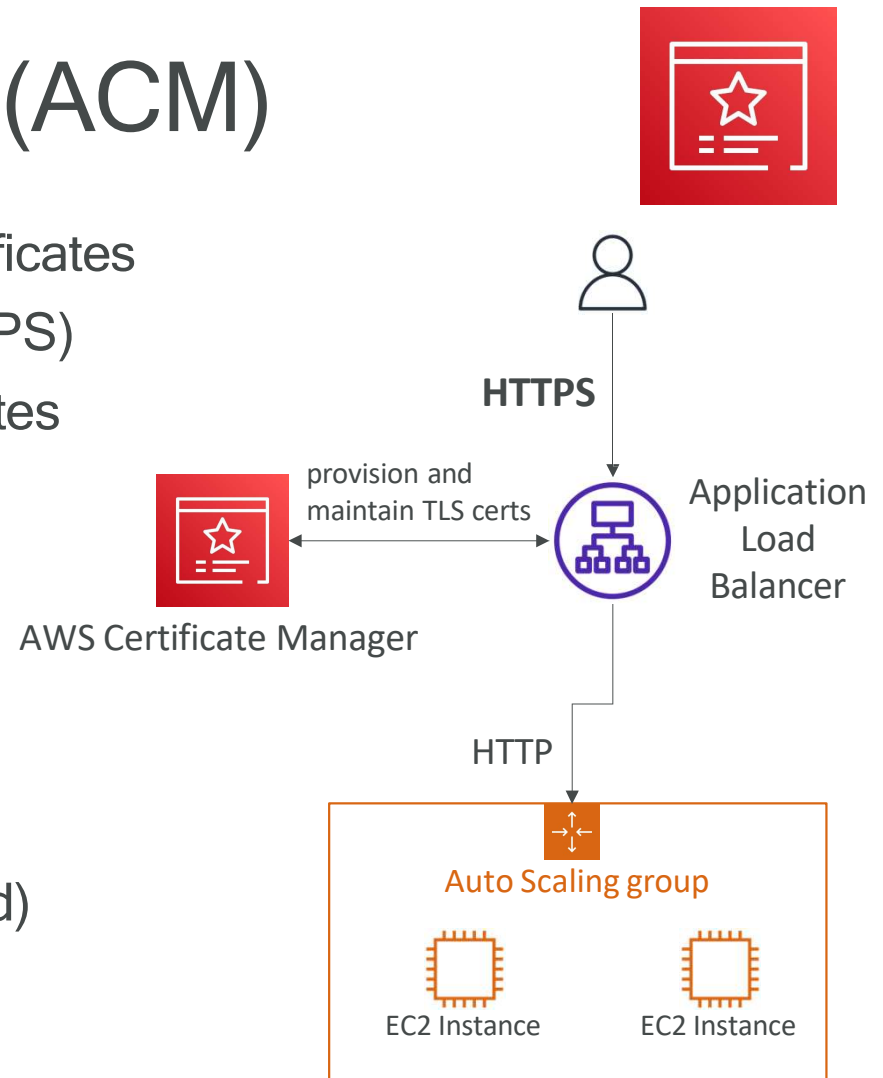 (ACM)
ficates
PS)
tes
HTTPS
provision and
maintain TLS certs
Application
Load
Balancer
AWS Certificate Manager
HTTP
d)
Auto Scaling group
EC2 Instance
EC2 Instance